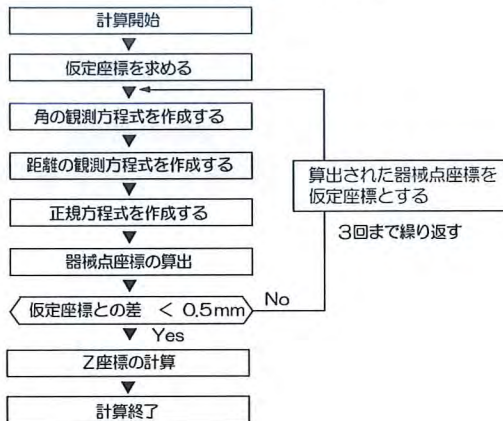 計算開始
仮定座標を求める
角の観測方程式を作成する
距離の観測方程式を作成する
正規方程式を作成する
器械点座標の算出
仮定座標との差 < 0.5mm
No
Yes
算出された器械点座標を
仮定座標とする
3回まで繰り返す
Z座標の計算
計算終了